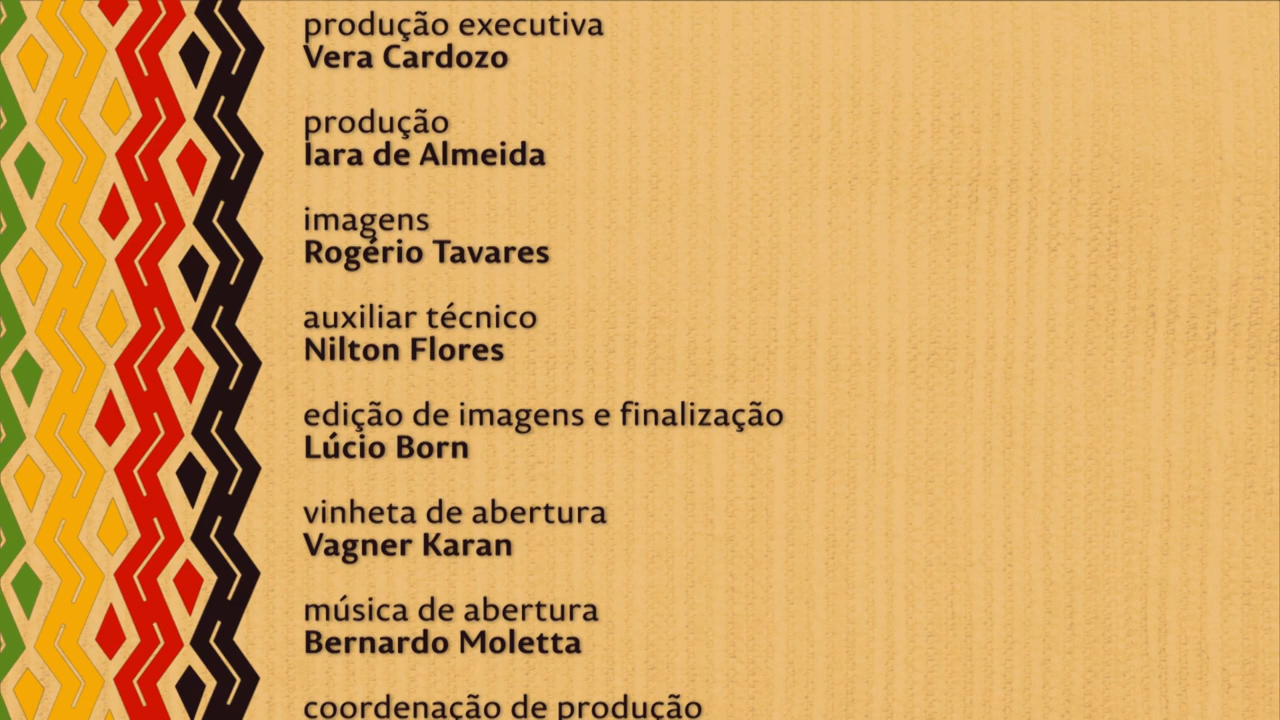 produção executiva
Vera Cardozo
produção
Iara de Almeida
imagens
Rogério Tavares
auxiliar técnico
Nilton Flores
edição de imagens e finalização
Lúcio Born
vinheta de abertura
Vagner Karan
música de abertura
Bernardo Moletta
coordenação de produção